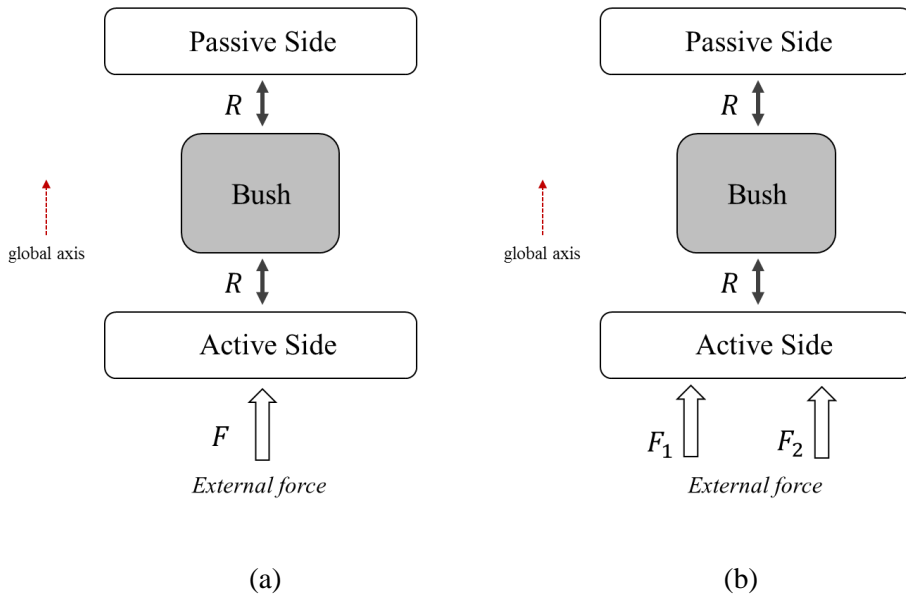 Passive Side
R
Bush
global axis
R
Active Side
F
External force
(a)
Passive Side
R
Bush
global axis
R
Active Side
F₁
F₂
External force
(b)